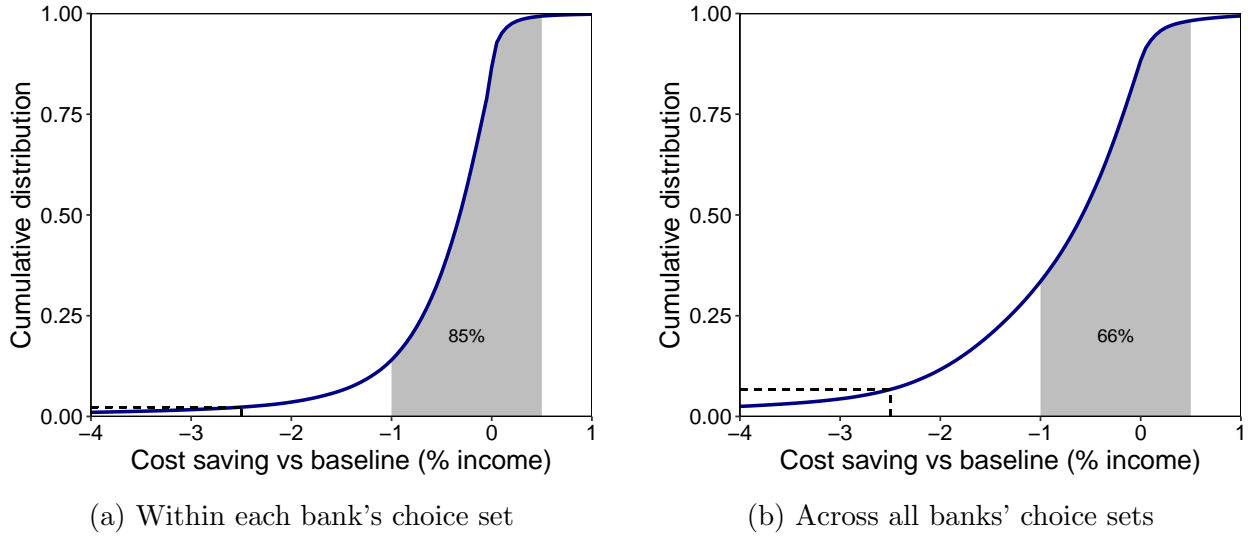 1.00
0.75
0.50
0.25
0.00
Cumulative distribution
85%
−4 −3 −2 −1 0 1
Cost saving vs baseline (% income)
(a) Within each bank's choice set
1.00
0.75
0.50
0.25
0.00
Cumulative distribution
66%
−4 −3 −2 −1 0 1
Cost saving vs baseline (% income)
(b) Across all banks' choice sets